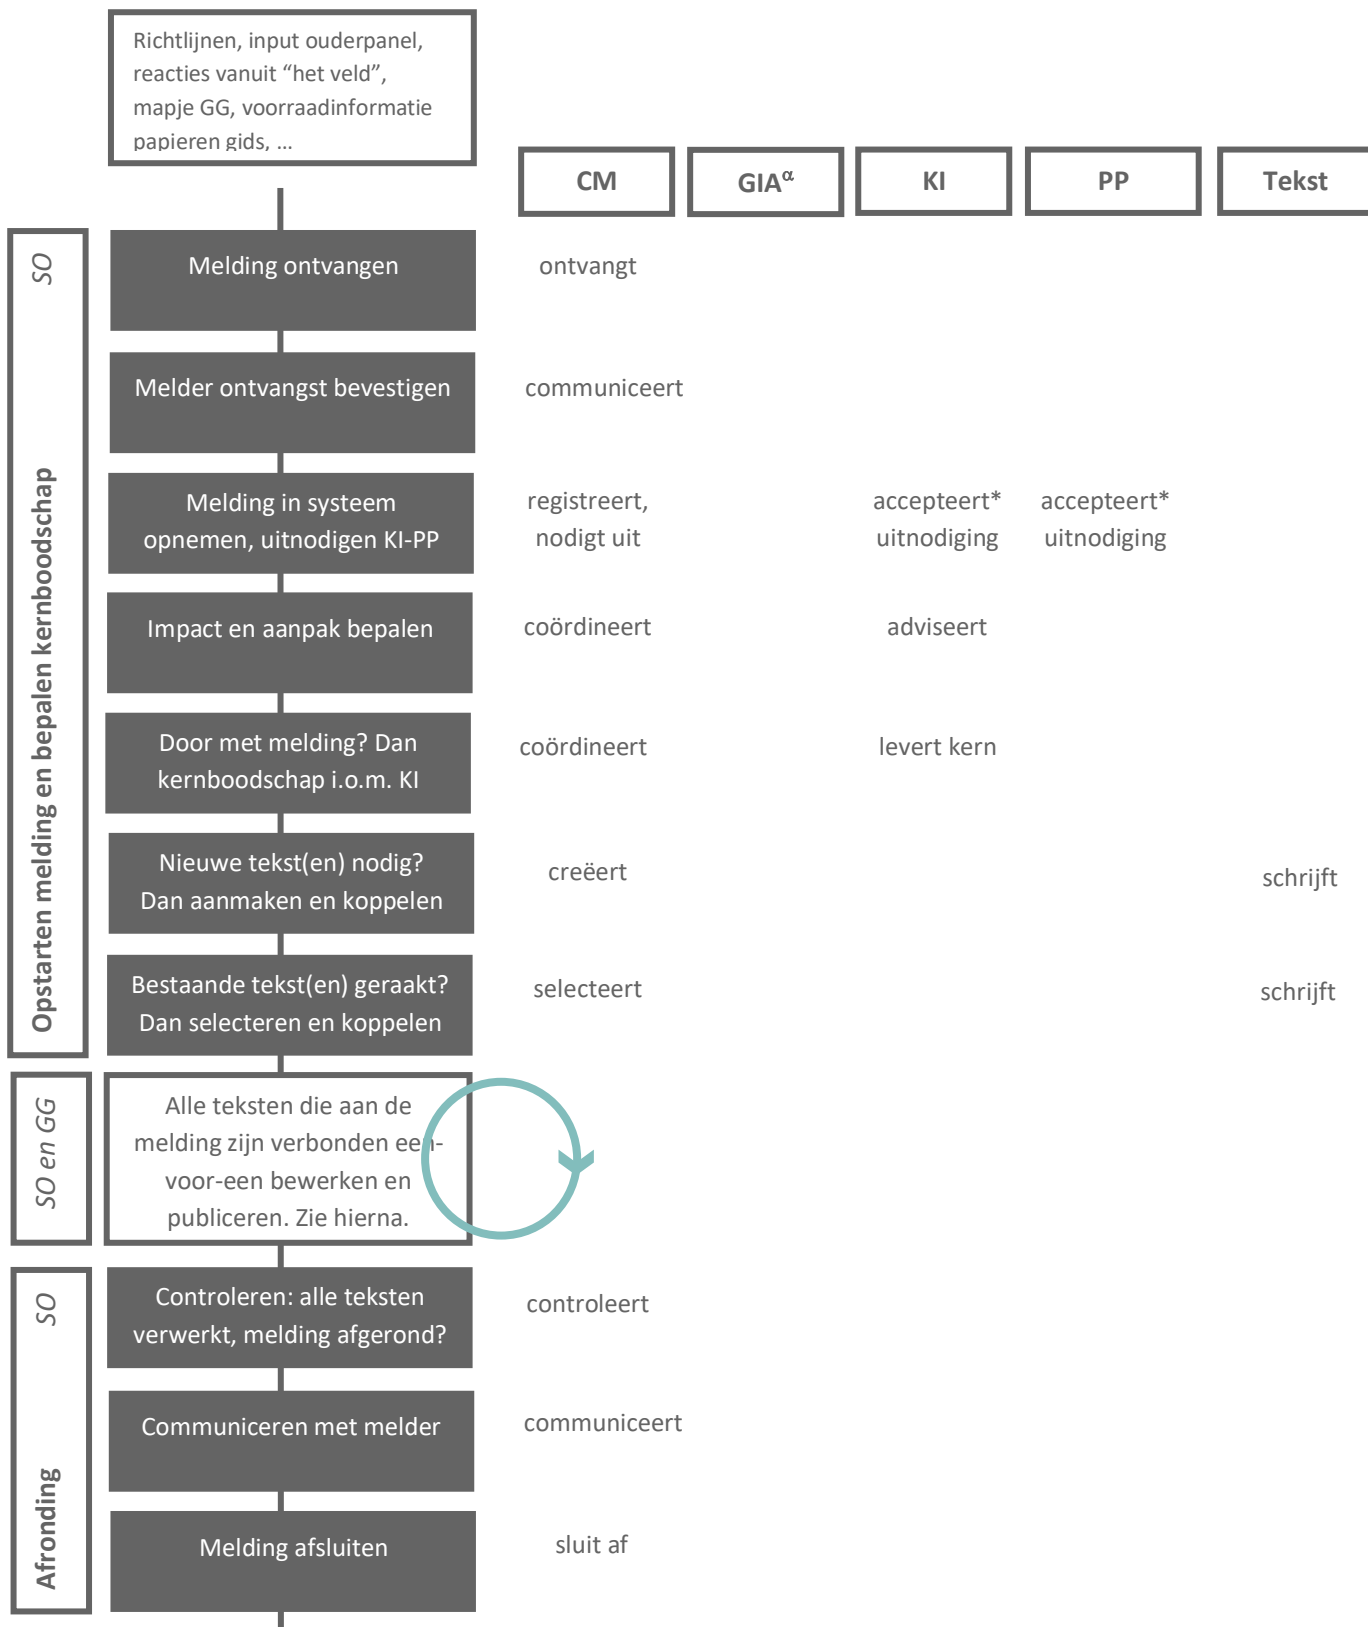 Richtlijnen, input ouderpanel,
reacties vanuit “het veld”,
mapje GG, voorraadinformatie
papieren gids, ...
CM
GIAα
KI
PP
Tekst
SO
Opstarten melding en bepalen kernboodschap
Melding ontvangen
ontvangt
Melder ontvangst bevestigen
communiceert
Melding in systeem
opnemen, uitnodigen KI-PP
registreert,
nodigt uit
accepteert*
uitnodiging
accepteert*
uitnodiging
Impact en aanpak bepalen
coördineert
adviseert
Door met melding? Dan
kernboodschap i.o.m. KI
coördineert
levert kern
Nieuwe tekst(en) nodig?
Dan aanmaken en koppelen
creëert
schrijft
Bestaande tekst(en) geraakt?
Dan selecteren en koppelen
selecteert
schrijft
SO en GG
Alle teksten die aan de
melding zijn verbonden een-
voor-een bewerken en
publiceren. Zie hierna.
SO
Afronding
Controleren: alle teksten
verwerkt, melding afgerond?
controleert
Communiceren met melder
communiceert
Melding afsluiten
sluit af